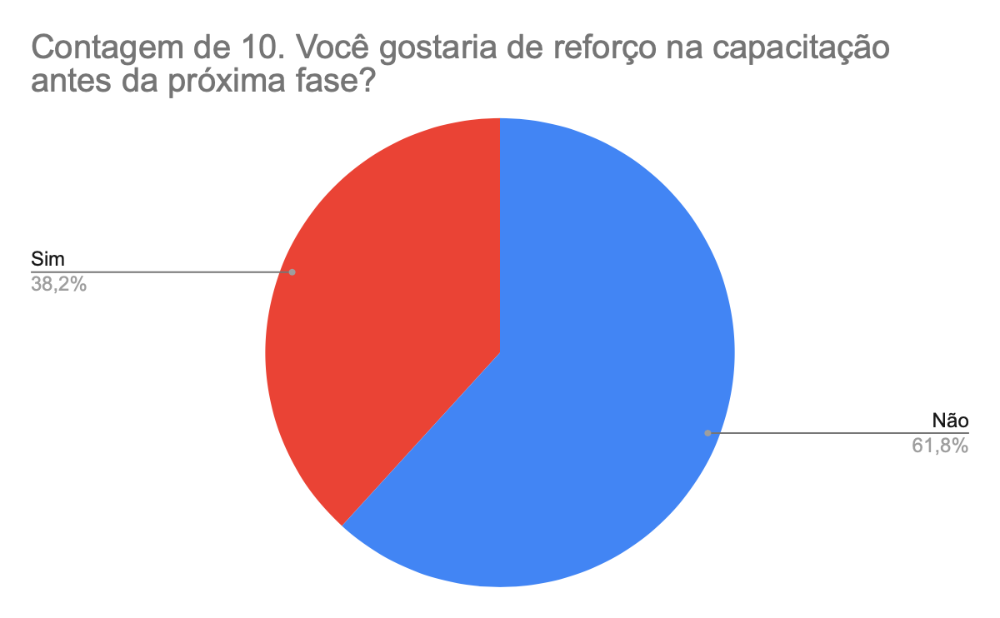 Contagem de 10. Você gostaria de reforço na capacitação
antes da próxima fase?
Sim
38,2%
Não
61,8%